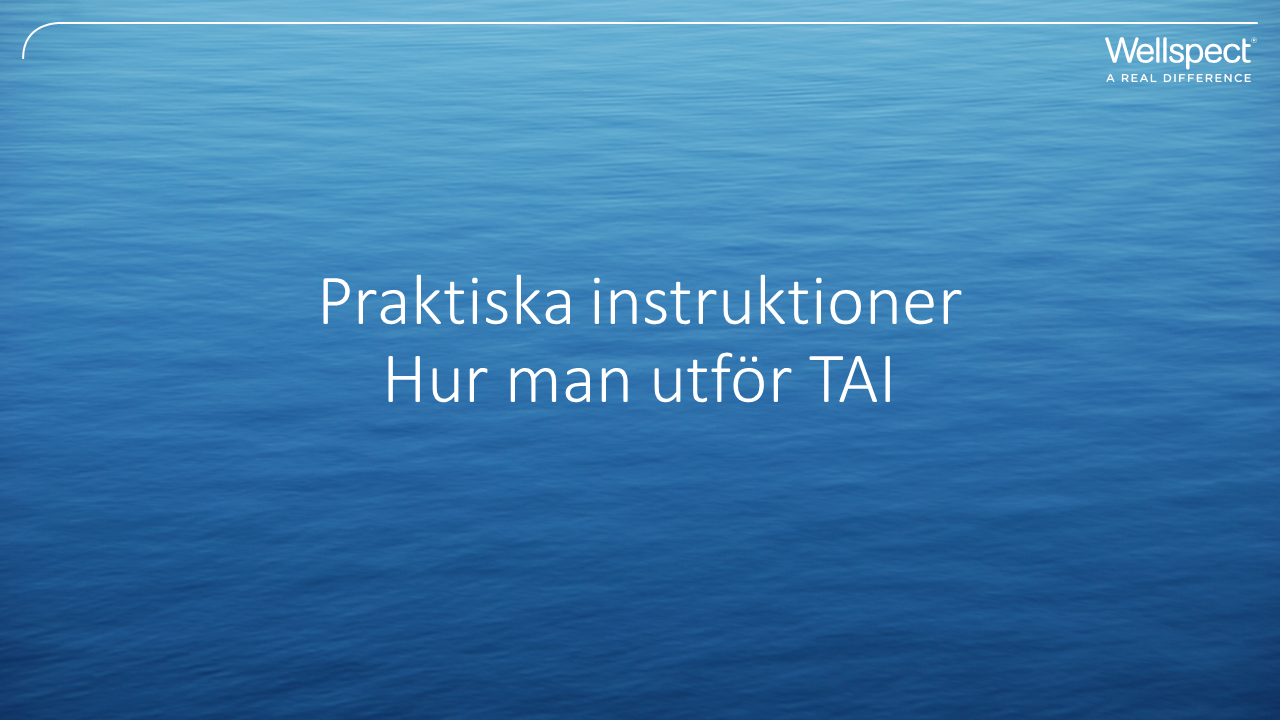 Wellspect®
A REAL DIFFERENCE
Praktiska instruktioner
Hur man utför TAI